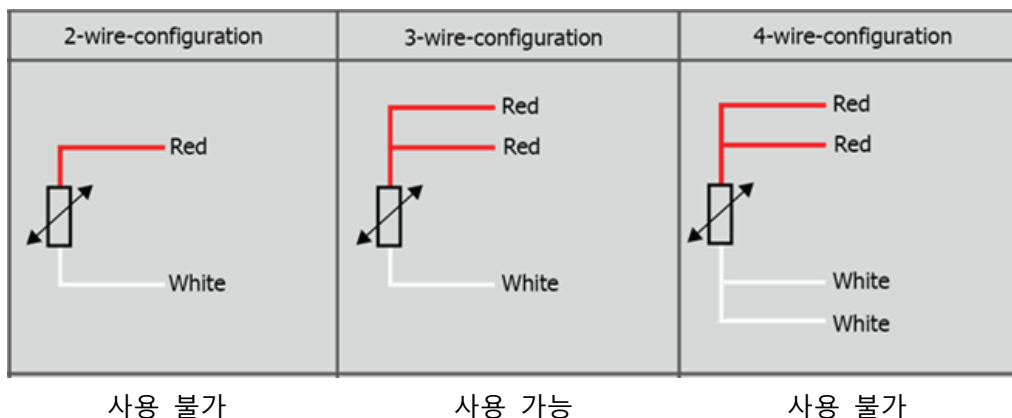 2-wire-configuration
3-wire-configuration
4-wire-configuration
Red
White
Red
Red
White
Red
Red
White
White
사용 불가
사용 가능
사용 불가